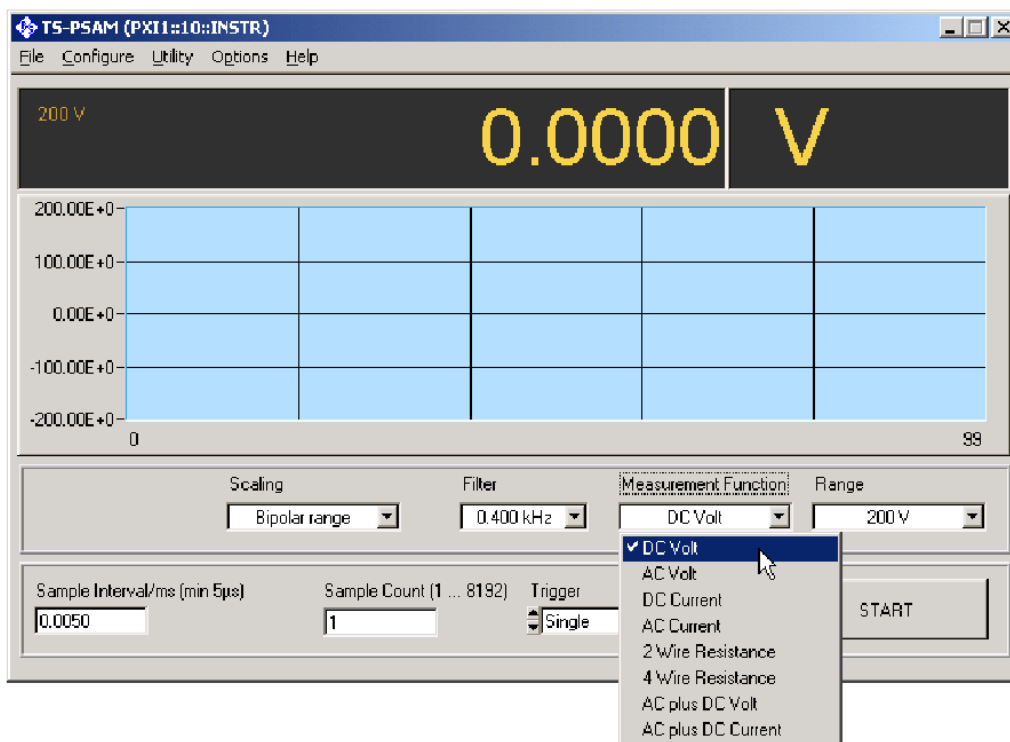 TS-PSAM (PXI1::10::INSTR)
File Configure Utility Options Help
200 V
0.0000 V
200.00E+0
100.00E+0
0.00E+0
-100.00E+0
-200.00E+0
0 99
Scaling Filter Measurement Function Range
Bipolar range 0.400 kHz DC Volt 200 V
DC Volt
AC Volt
DC Current
AC Current
2 Wire Resistance
4 Wire Resistance
AC plus DC Volt
AC plus DC Current
Sample Interval/ms (min 5µs) Sample Count (1 ... 8192) Trigger
0.0050 1 Single START